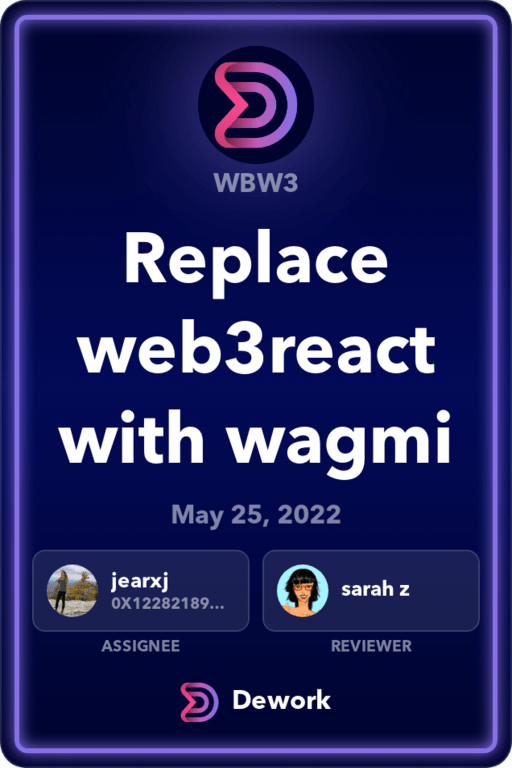 WBW3
Replace
web3react
with wagmi
May 25, 2022
jearxj
0X12282189...
ASSIGNEE
sarah z
REVIEWER
Dework